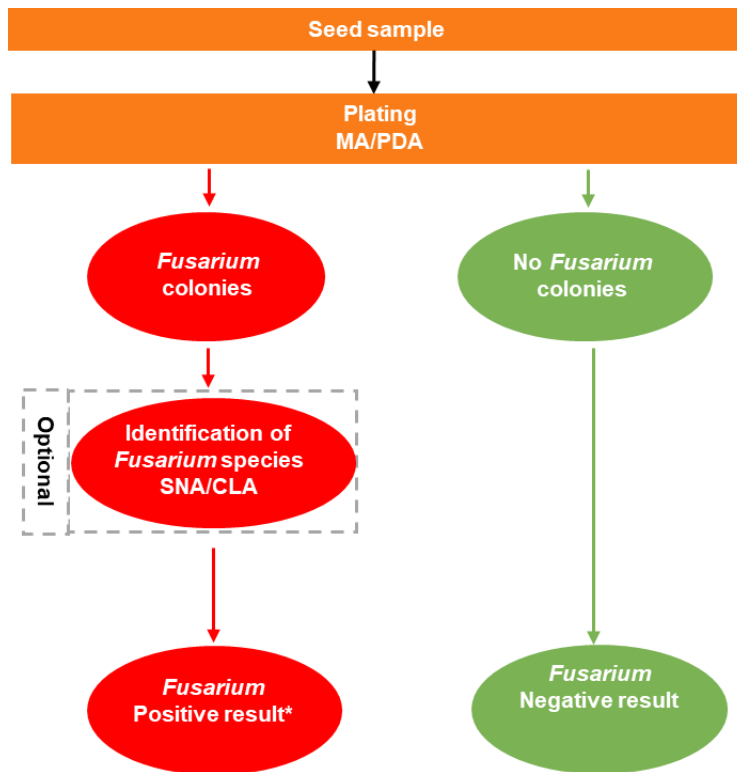 Seed sample
Plating
MA/PDA
Fusarium
colonies
No Fusarium
colonies
Optional
Identification of
Fusarium species
SNA/CLA
Fusarium
Positive result*
Fusarium
Negative result